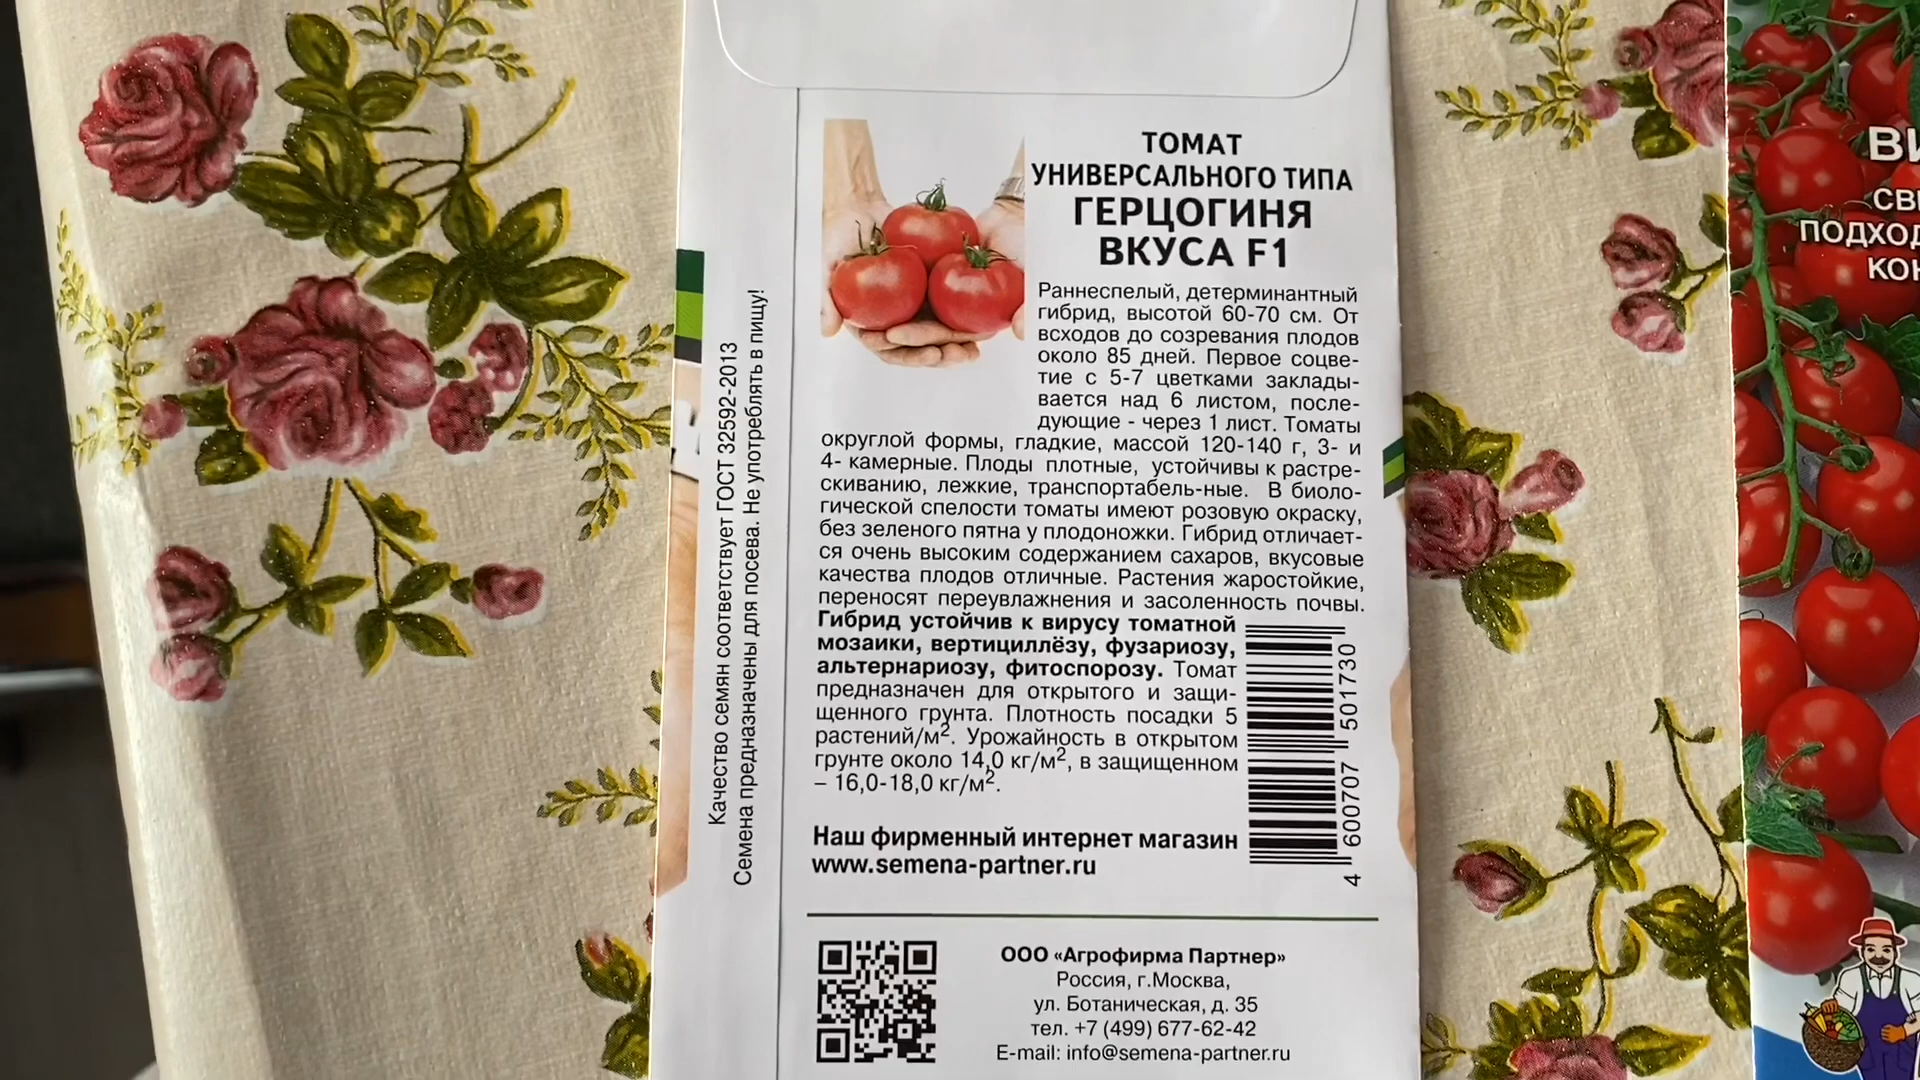 ТОМАТ
УНИВЕРСАЛЬНОГО ТИПА
ГЕРЦОГИНЯ
ВКУСА F1
Раннеспелый, детерминантный
гибрид, высотой 60-70 см. От
всходов до созревания плодов
около 85 дней. Первое соцве-
тие с 5-7 цветками заклады-
вается над 6 листом, после-
дующие - через 1 лист. Томаты
округлой формы, гладкие, массой 120-140 г, 3- и
4- камерные. Плоды плотные, устойчивы к растре-
скиванию, лежкие, транспортабель-ные. В биоло-
гической спелости томаты имеют розовую окраску,
без зеленого пятна у плодоножки. Гибрид отличает-
ся очень высоким содержанием сахаров, вкусовые
качества плодов отличные. Растения жаростойкие,
переносят переувлажнения и засоленность почвы.
Гибрид устойчив к вирусу томатной
мозаики, вертициллёзу, фузариозу,
альтернариозу, фитоспорозу. Томат
предназначен для открытого и защи-
щенного грунта. Плотность посадки 5
растений/м². Урожайность в открытом
грунте около 14,0 кг/м², в защищенном
– 16,0-18,0 кг/м².
Наш фирменный интернет магазин
www.semena-partner.ru
4 600707 501730
ООО «Агрофирма Партнер»
Россия, г.Москва,
ул. Ботаническая, д. 35
тел. +7 (499) 677-62-42
E-mail: info@semena-partner.ru
Качество семян соответствует ГОСТ 32592-2013
Семена предназначены для посева. Не употреблять в пищу!